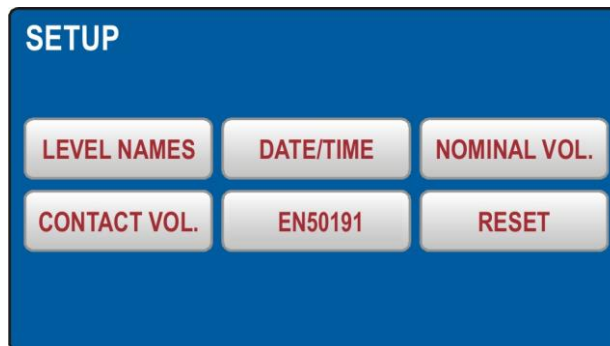 SETUP
LEVEL NAMES
DATE/TIME
NOMINAL VOL.
CONTACT VOL.
EN50191
RESET